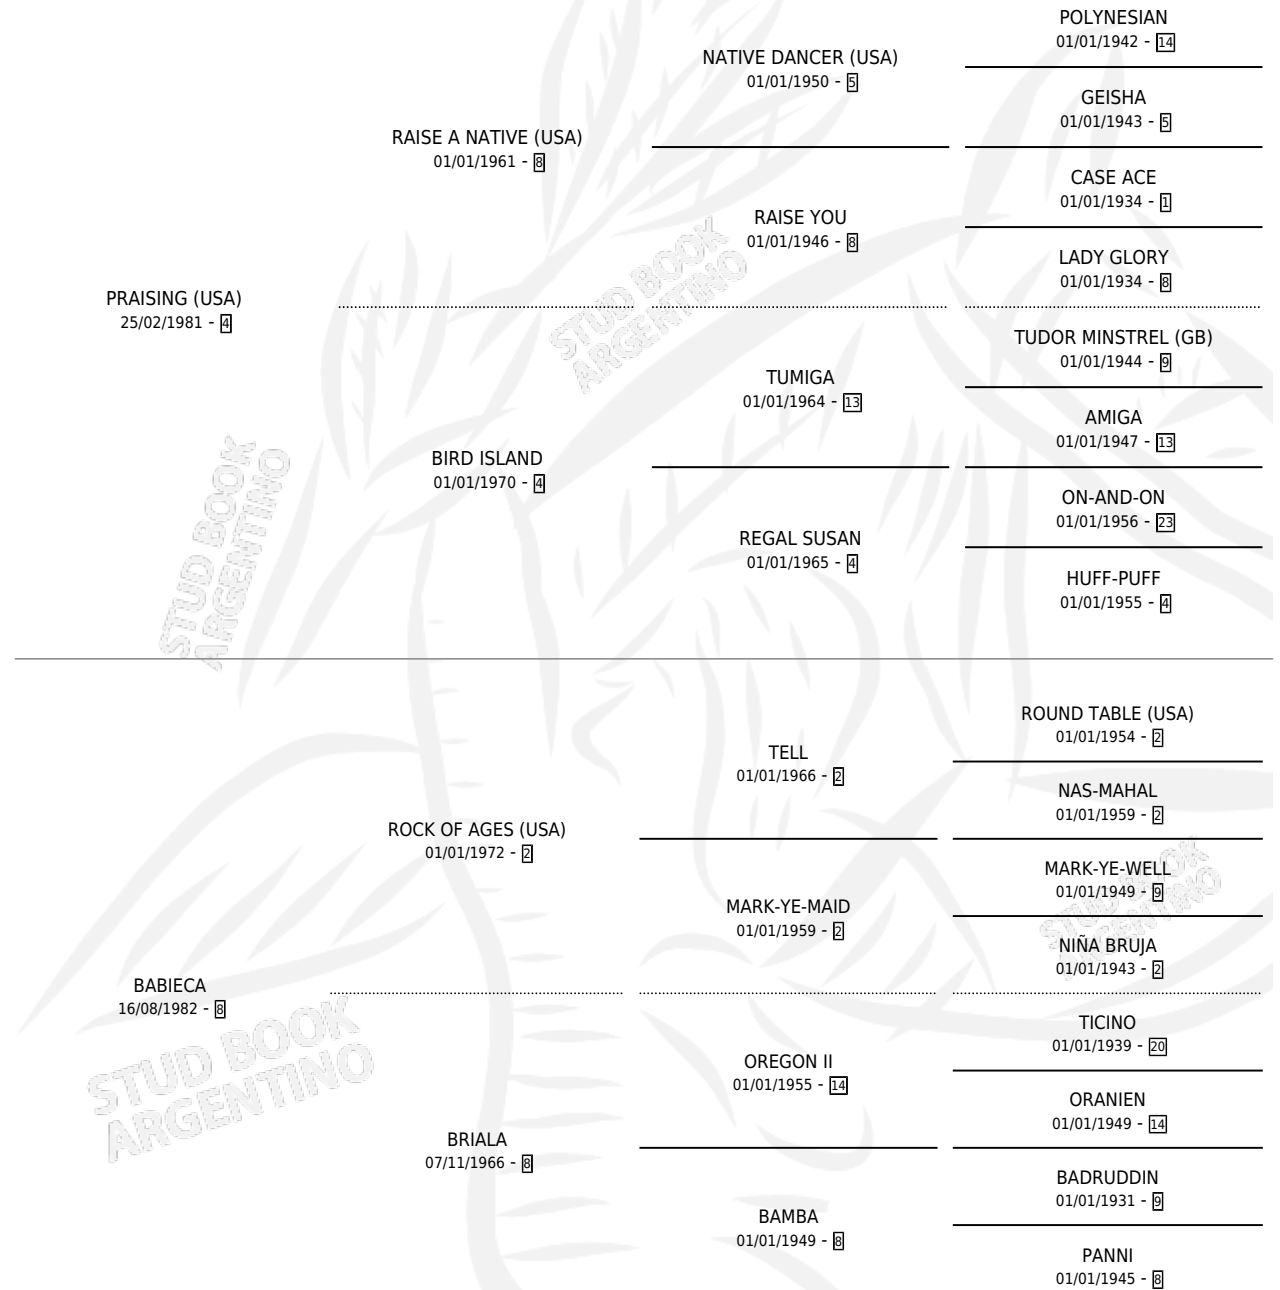 POLYNESIAN
01/01/1942 - 14
NATIVE DANCER (USA)
01/01/1950 - 5
GEISHA
01/01/1943 - 5
RAISE A NATIVE (USA)
01/01/1961 - 8
CASE ACE
01/01/1934 - 1
RAISE YOU
01/01/1946 - 8
LADY GLORY
01/01/1934 - 8
PRAISING (USA)
25/02/1981 - 4
TUDOR MINSTREL (GB)
01/01/1944 - 9
TUMIGA
01/01/1964 - 13
AMIGA
01/01/1947 - 13
BIRD ISLAND
01/01/1970 - 4
ON-AND-ON
01/01/1956 - 23
REGAL SUSAN
01/01/1965 - 4
HUFF-PUFF
01/01/1955 - 4
STUD BOOK
ARGENTINO
STUD BOOK
ARGENTINO
ROUND TABLE (USA)
01/01/1954 - 2
TELL
01/01/1966 - 2
NAS-MAHAL
01/01/1959 - 2
ROCK OF AGES (USA)
01/01/1972 - 2
MARK-YE-WELL
01/01/1949 - 9
MARK-YE-MAID
01/01/1959 - 2
NIÑA BRUJA
01/01/1943 - 2
STUD BOOK
ARGENTINO
BABIECA
16/08/1982 - 8
TICINO
01/01/1939 - 20
OREGON II
01/01/1955 - 14
ORANIEN
01/01/1949 - 14
BRIALA
07/11/1966 - 8
BADRUDDIN
01/01/1931 - 9
BAMBA
01/01/1949 - 8
PANNI
01/01/1945 - 8
STUD BOOK
ARGENTINO